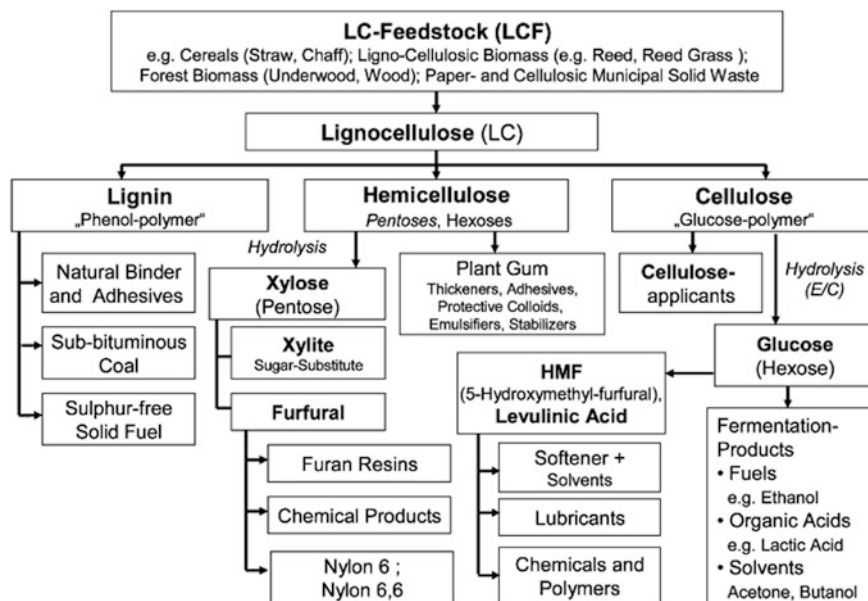 LC-Feedstock (LCF)
e.g. Cereals (Straw, Chaff); Ligno-Cellulosic Biomass (e.g. Reed, Reed Grass );
Forest Biomass (Underwood, Wood); Paper- and Cellulosic Municipal Solid Waste
Lignocellulose (LC)
Lignin
„Phenol-polymer"
Hemicellulose
Pentoses, Hexoses
Cellulose
„Glucose-polymer"
Hydrolysis
Natural Binder
and Adhesives
Sub-bituminous
Coal
Sulphur-free
Solid Fuel
Xylose
(Pentose)
Xylite
Sugar-Substitute
Furfural
Furan Resins
Chemical Products
Nylon 6 ;
Nylon 6,6
Plant Gum
Thickeners, Adhesives,
Protective Colloids,
Emulsifiers, Stabilizers
Cellulose-
applicants
Hydrolysis
(E/C)
Glucose
(Hexose)
HMF
(5-Hydroxymethyl-furfural),
Levulinic Acid
Softener +
Solvents
Lubricants
Chemicals and
Polymers
Fermentation-
Products
• Fuels
e.g. Ethanol
• Organic Acids
e.g. Lactic Acid
• Solvents
Acetone, Butanol